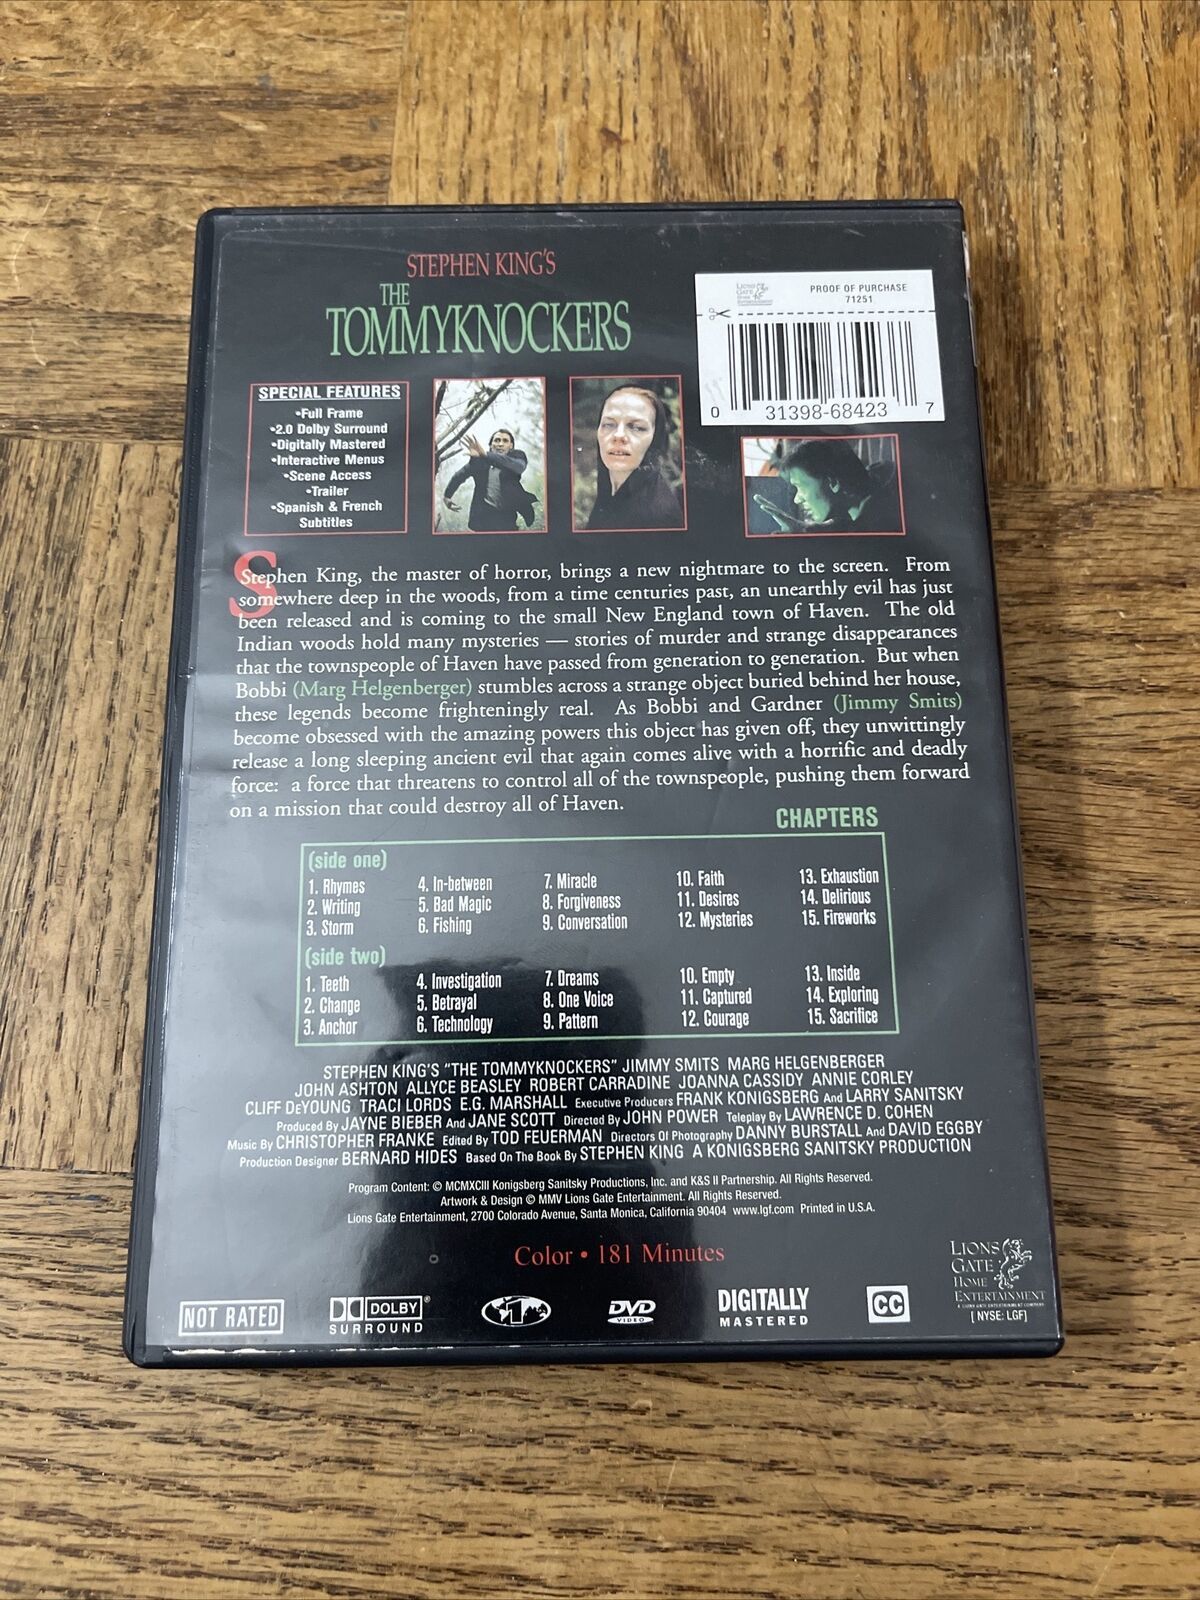 STEPHEN KING'S
THE
TOMMYKNOCKERS
LIONS
GATE
PROOF OF PURCHASE
71251
0 31398-68423 7
SPECIAL FEATURES
•Full Frame
•2.0 Dolby Surround
•Digitally Mastered
•Interactive Menus
•Scene Access
•Trailer
•Spanish & French
Subtitles
Stephen King, the master of horror, brings a new nightmare to the screen. From
somewhere deep in the woods, from a time centuries past, an unearthly evil has just
been released and is coming to the small New England town of Haven. The old
Indian woods hold many mysteries — stories of murder and strange disappearances
that the townspeople of Haven have passed from generation to generation. But when
Bobbi (Marg Helgenberger) stumbles across a strange object buried behind her house,
these legends become frighteningly real. As Bobbi and Gardner (Jimmy Smits)
become obsessed with the amazing powers this object has given off, they unwittingly
release a long sleeping ancient evil that again comes alive with a horrific and deadly
force: a force that threatens to control all of the townspeople, pushing them forward
on a mission that could destroy all of Haven.
CHAPTERS
(side one)
1. Rhymes 4. In-between 7. Miracle 10. Faith 13. Exhaustion
2. Writing 5. Bad Magic 8. Forgiveness 11. Desires 14. Delirious
3. Storm 6. Fishing 9. Conversation 12. Mysteries 15. Fireworks
(side two)
1. Teeth 4. Investigation 7. Dreams 10. Empty 13. Inside
2. Change 5. Betrayal 8. One Voice 11. Captured 14. Exploring
3. Anchor 6. Technology 9. Pattern 12. Courage 15. Sacrifice
STEPHEN KING'S "THE TOMMYKNOCKERS" JIMMY SMITS MARG HELGENBERGER
JOHN ASHTON ALLYCE BEASLEY ROBERT CARRADINE JOANNA CASSIDY ANNIE CORLEY
CLIFF DeYOUNG TRACI LORDS E.G. MARSHALL Executive Producers FRANK KONIGSBERG And LARRY SANITSKY
Produced By JAYNE BIEBER And JANE SCOTT Directed By JOHN POWER Teleplay By LAWRENCE D. COHEN
Music By CHRISTOPHER FRANKE Edited By TOD FEUERMAN Directors Of Photography DANNY BURSTALL And DAVID EGGBY
Production Designer BERNARD HIDES Based On The Book By STEPHEN KING A KONIGSBERG SANITSKY PRODUCTION
Program Content: © MCMXCIII Konigsberg Sanitsky Productions, Inc. and K&S II Partnership. All Rights Reserved.
Artwork & Design © MMV Lions Gate Entertainment. All Rights Reserved.
Lions Gate Entertainment, 2700 Colorado Avenue, Santa Monica, California 90404 www.lgf.com Printed in U.S.A.
Color • 181 Minutes
NOT RATED
DOLBY®
SURROUND
1
DVD
VIDEO
DIGITALLY
MASTERED
CC
LIONS
GATE
HOME
ENTERTAINMENT
A LIONS GATE ENTERTAINMENT COMPANY
[ NYSE: LGF]